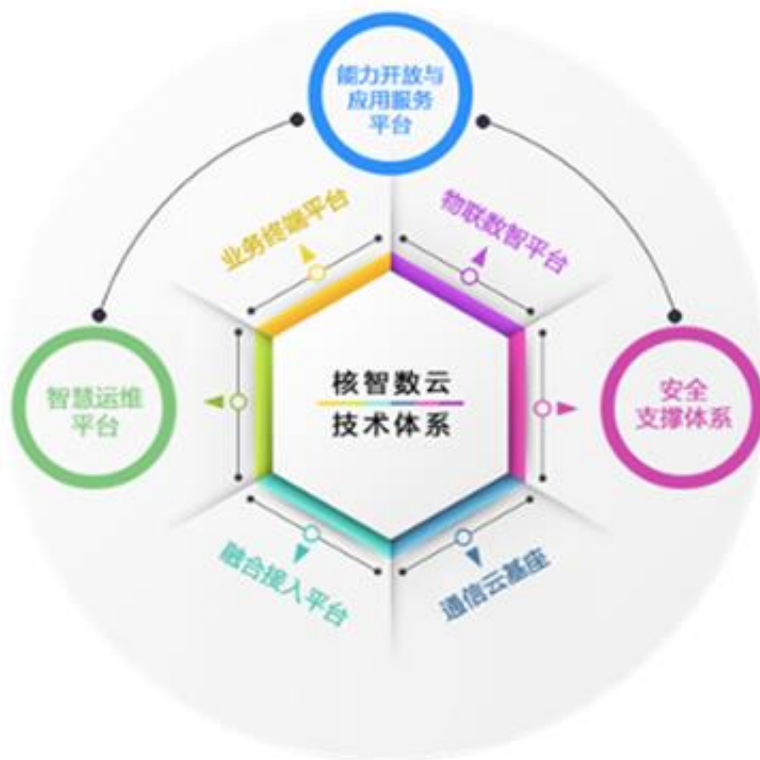 能力开放与
应用服务
平台
业务终端平台
物联数智平台
核智数云
技术体系
智慧运维
平台
安全
支撑体系
融合接入平台
通信云基座